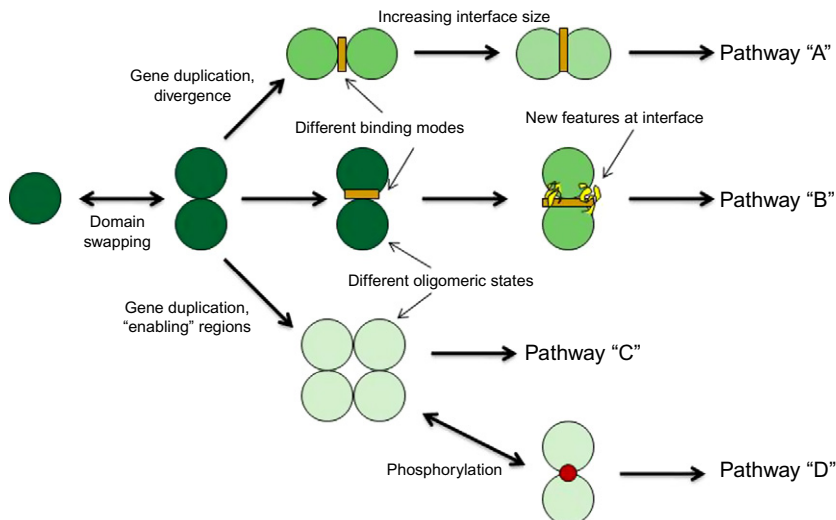 Increasing interface size
Pathway “A”
Gene duplication,
divergence
Different binding modes
New features at interface
Domain
swapping
Pathway “B”
Different oligomeric states
Gene duplication,
“enabling” regions
Pathway “C”
Phosphorylation
Pathway “D”